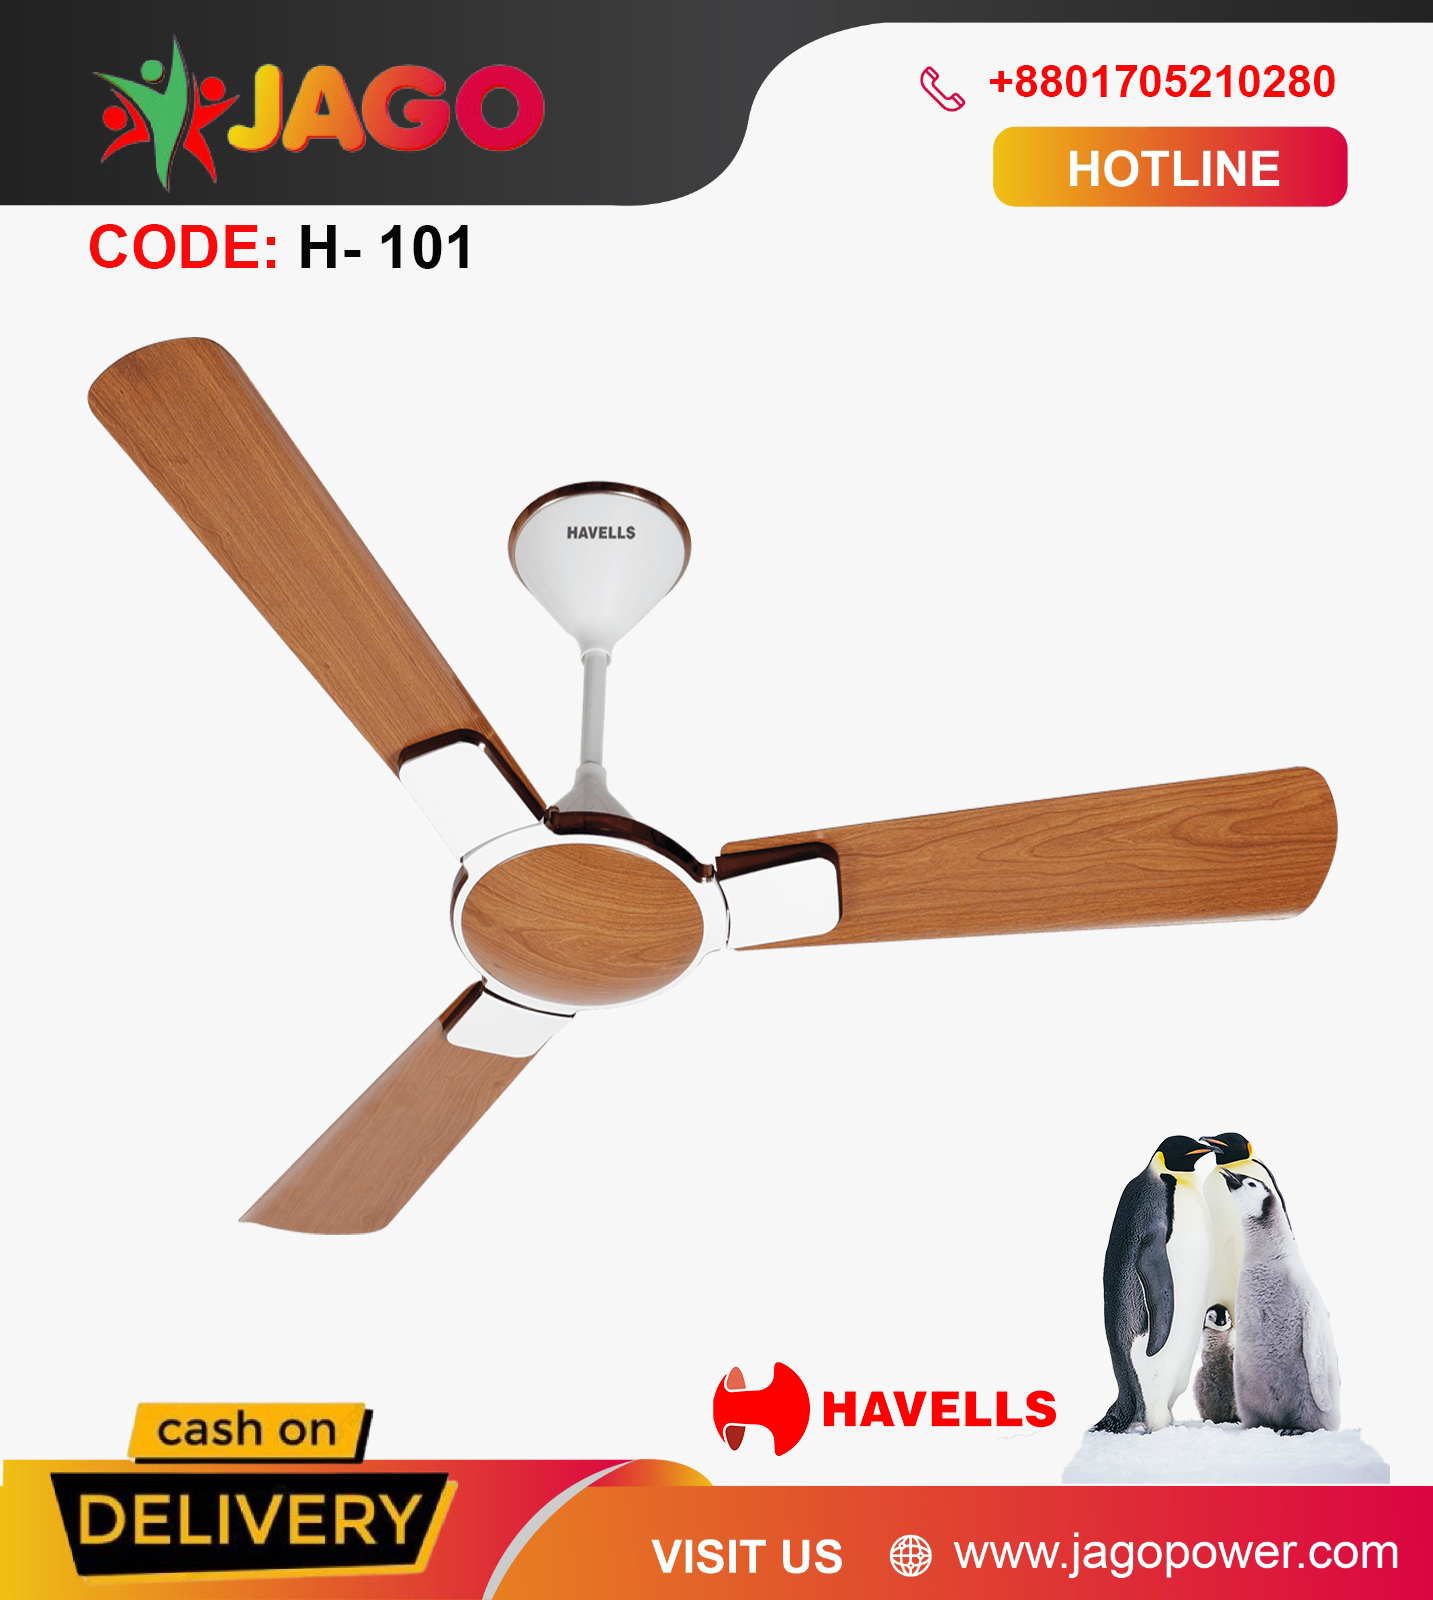 JAGO
+8801705210280
HOTLINE
CODE: H- 101
HAVELLS
HAVELLS
cash on
DELIVERY
VISIT US
www.jagopower.com